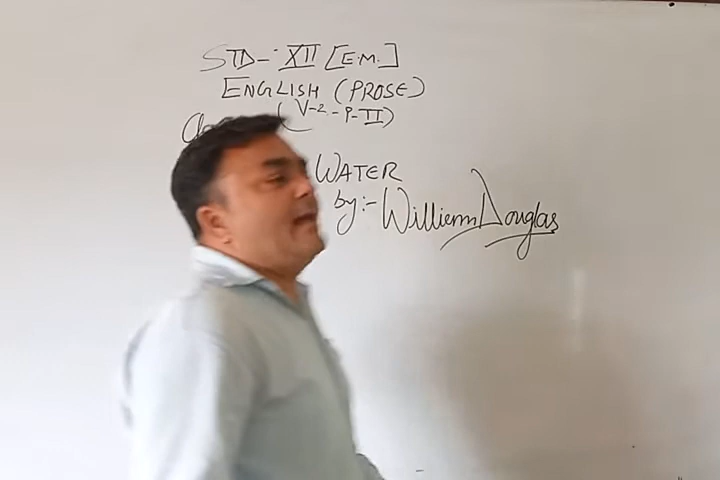 STD-XII [E.M.]
ENGLISH (PROSE)
(V-2-P-II)
WATER
by:- William Douglas